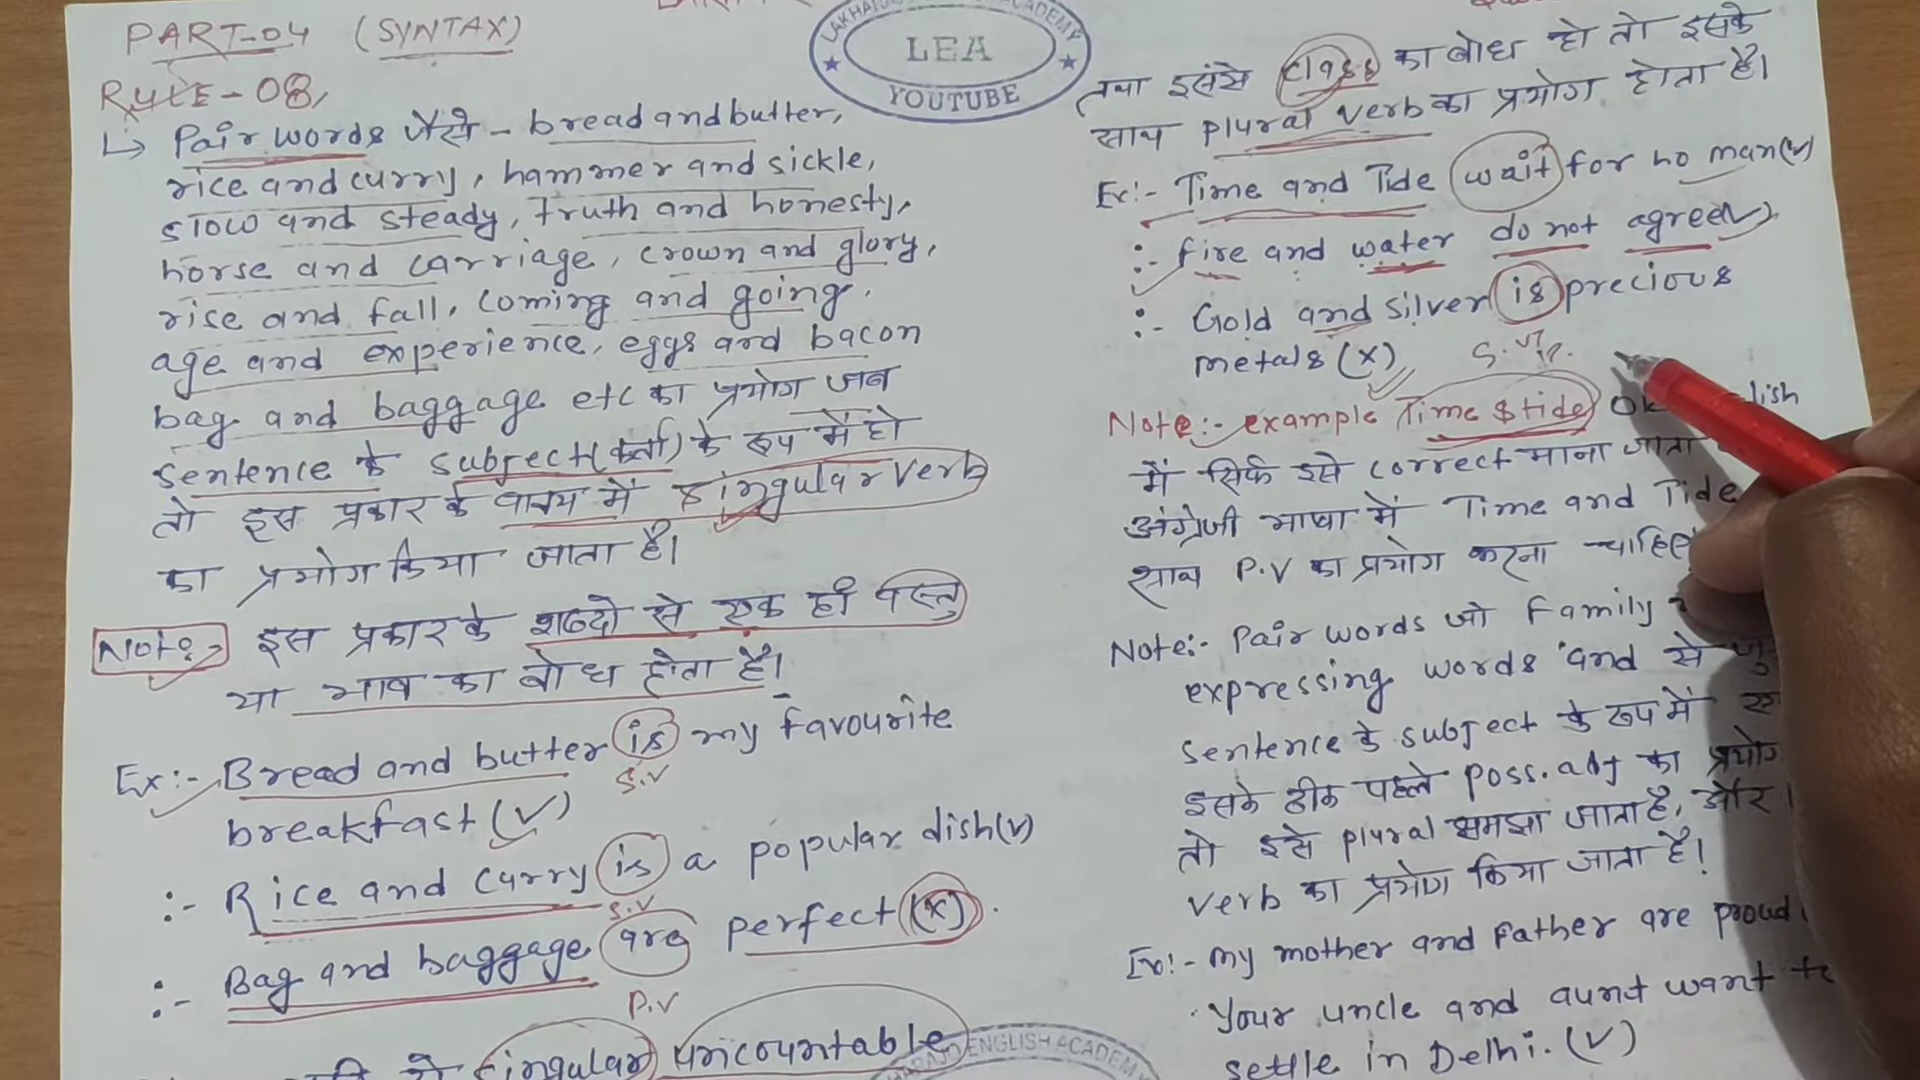 PART-04 (SYNTAX)
RULE-08
↳ Pair words जैसे - bread and butter,
rice and curry, hammer and sickle,
slow and steady, truth and honesty,
horse and carriage, crown and glory,
rise and fall, coming and going,
age and experience, eggs and bacon
bag and baggage etc का प्रयोग जब
sentence के subject (कर्ता) के रूप में हो
तो इस प्रकार के वाक्य में singular verb
का प्रयोग किया जाता है।
Note:- इस प्रकार के शब्दो से एक ही वस्तु
या भाव का बोध होता है।
Ex:- Bread and butter is my favourite
S.V
breakfast (✓)
:- Rice and curry is a popular dish (✓)
S.V
:- Bag and baggage are perfect (x).
P.V
singular uncountable
LEA
YOUTUBE
तथा इससे class का बोध हो तो इसके
साथ plural verb का प्रयोग होता है।
Ex:- Time and Tide wait for no man (✓)
:- fire and water do not agree (✓)
:- Gold and silver is precious
metals (x)
Note:- example Time & tide
में सिर्फ इसे correct माना जाता
अंग्रेजी भाषा में Time and Tide
साथ P.V का प्रयोग करना चाहिए
Note:- Pair words जो family
expressing words and से
sentence के subject के रूप में
इसके ठीक पहले poss. adj का प्रयोग
तो इसे plural समझा जाता है, और
verb का प्रयोग किया जाता है!
Ex:- my mother and father are proud
Your uncle and aunt want to
settle in Delhi. (✓)
ENGLISH ACADEMY